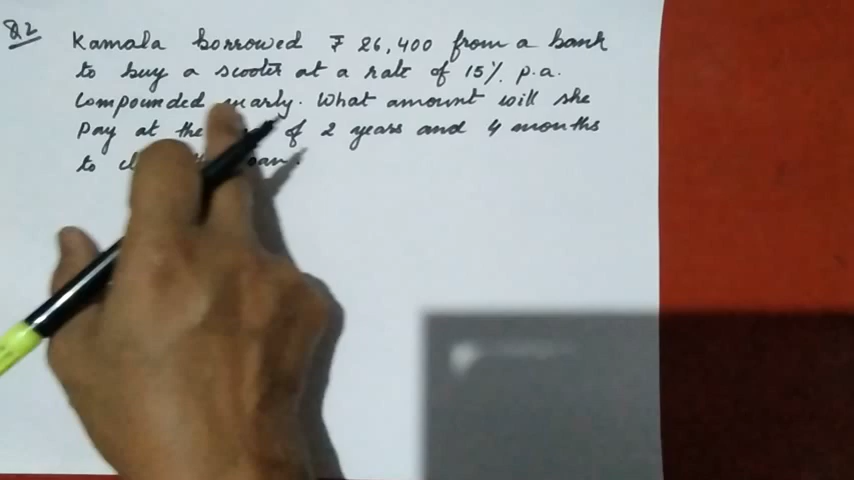 Q2
Kamala borrowed ₹ 26,400 from a bank
to buy a scooter at a rate of 15% p.a.
Compounded yearly. What amount will she
Pay at the of 2 years and 4 months
to loan.